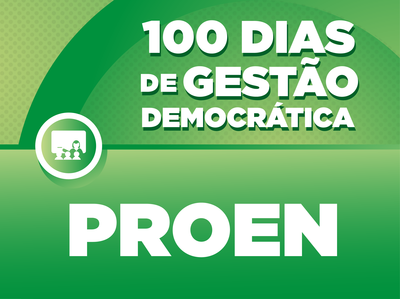 100 DIAS
DE GESTÃO
DEMOCRÁTICA
PROEN